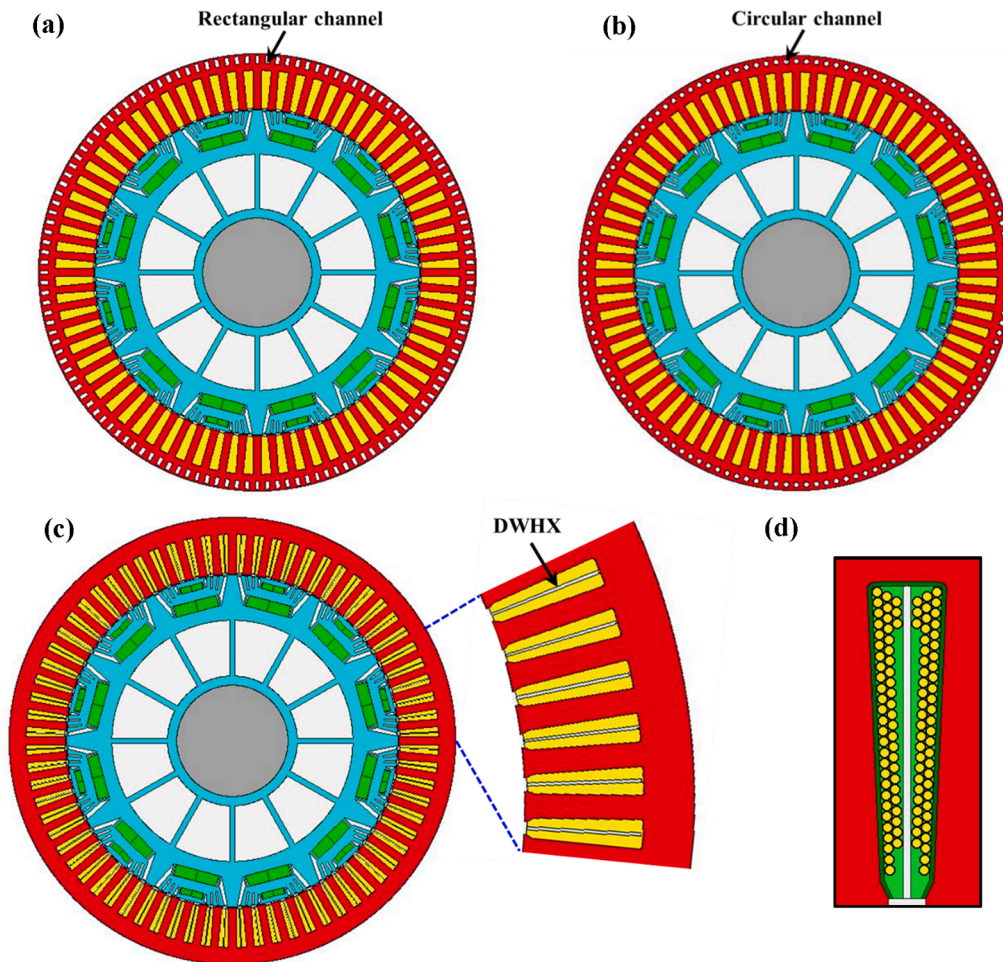 Rectangular channel
(a)
Circular channel
(b)
(c)
DWHX
(d)